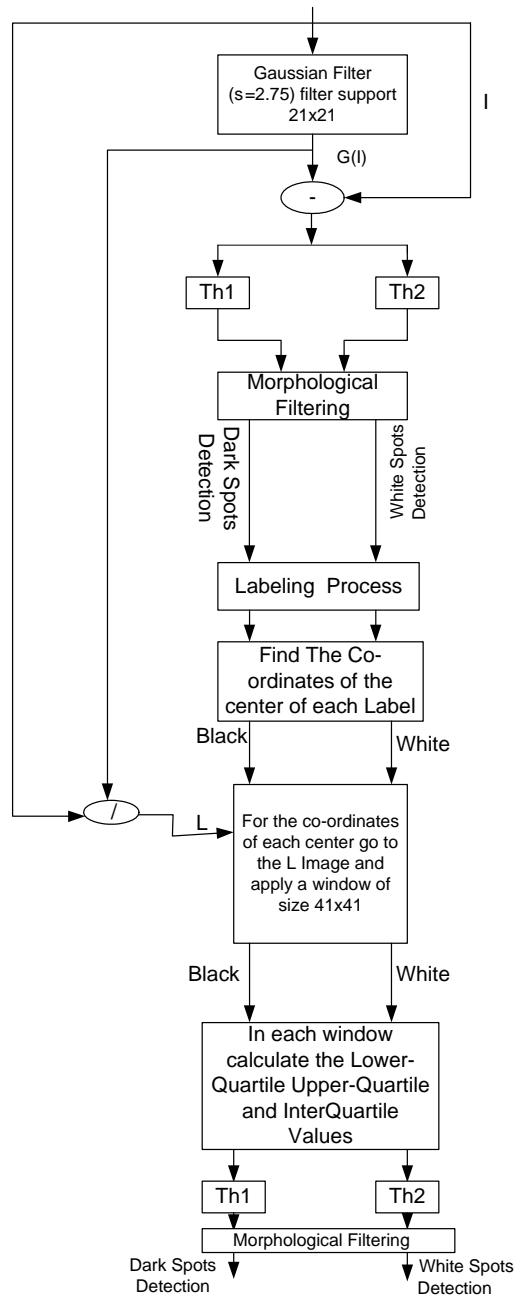 Gaussian Filter
(s=2.75) filter support
21x21
I
G(I)
-
Th1
Th2
Morphological
Filtering
Dark Spots
Detection
White Spots
Detection
Labeling Process
Find The Co-
ordinates of the
center of each Label
Black
White
/
L
For the co-ordinates
of each center go to
the L Image and
apply a window of
size 41x41
Black
White
In each window
calculate the Lower-
Quartile Upper-Quartile
and InterQuartile
Values
Th1
Th2
Morphological Filtering
Dark Spots
Detection
White Spots
Detection